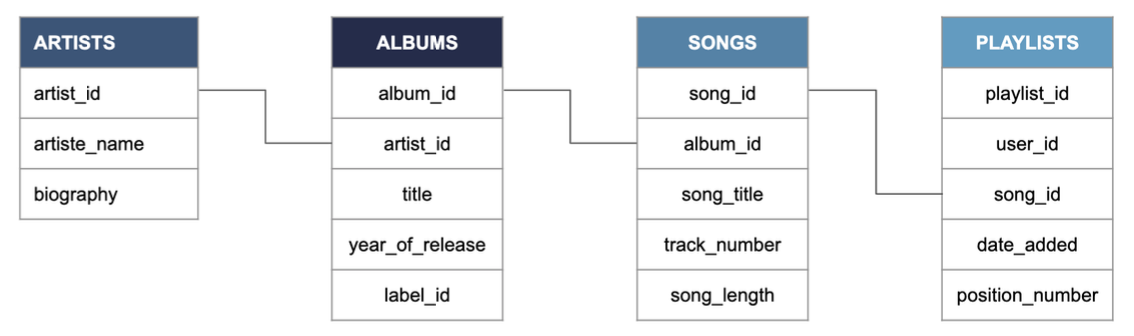 ARTISTS
artist_id
artiste_name
biography
ALBUMS
album_id
artist_id
title
year_of_release
label_id
SONGS
song_id
album_id
song_title
track_number
song_length
PLAYLISTS
playlist_id
user_id
song_id
date_added
position_number